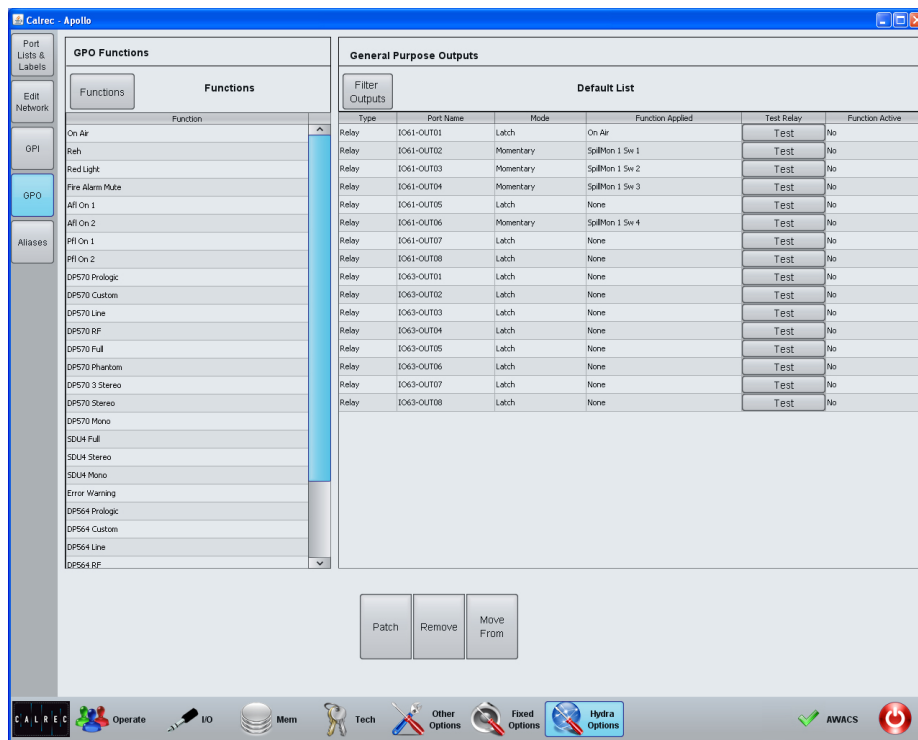 Calrec - Apollo
Port Lists & Labels
Edit Network
GPI
GPO
Aliases
GPO Functions
Functions
Functions
Function
On Air
Reh
Red Light
Fire Alarm Mute
Afl On 1
Afl On 2
Pfl On 1
Pfl On 2
DP570 Prologic
DP570 Custom
DP570 Line
DP570 RF
DP570 Full
DP570 Phantom
DP570 3 Stereo
DP570 Stereo
DP570 Mono
SDU4 Full
SDU4 Stereo
SDU4 Mono
Error Warning
DP564 Prologic
DP564 Custom
DP564 Line
DP564 RF
General Purpose Outputs
Filter Outputs
Default List
Type Port Name Mode Function Applied Test Relay Function Active
Relay IO61-OUT01 Latch On Air Test No
Relay IO61-OUT02 Momentary SpillMon 1 Sw 1 Test No
Relay IO61-OUT03 Momentary SpillMon 1 Sw 2 Test No
Relay IO61-OUT04 Momentary SpillMon 1 Sw 3 Test No
Relay IO61-OUT05 Latch None Test No
Relay IO61-OUT06 Momentary SpillMon 1 Sw 4 Test No
Relay IO61-OUT07 Latch None Test No
Relay IO61-OUT08 Latch None Test No
Relay IO63-OUT01 Latch None Test No
Relay IO63-OUT02 Latch None Test No
Relay IO63-OUT03 Latch None Test No
Relay IO63-OUT04 Latch None Test No
Relay IO63-OUT05 Latch None Test No
Relay IO63-OUT06 Latch None Test No
Relay IO63-OUT07 Latch None Test No
Relay IO63-OUT08 Latch None Test No
Patch
Remove
Move From
CALREC
Operate
I/O
Mem
Tech
Other Options
Fixed Options
Hydra Options
AWACS